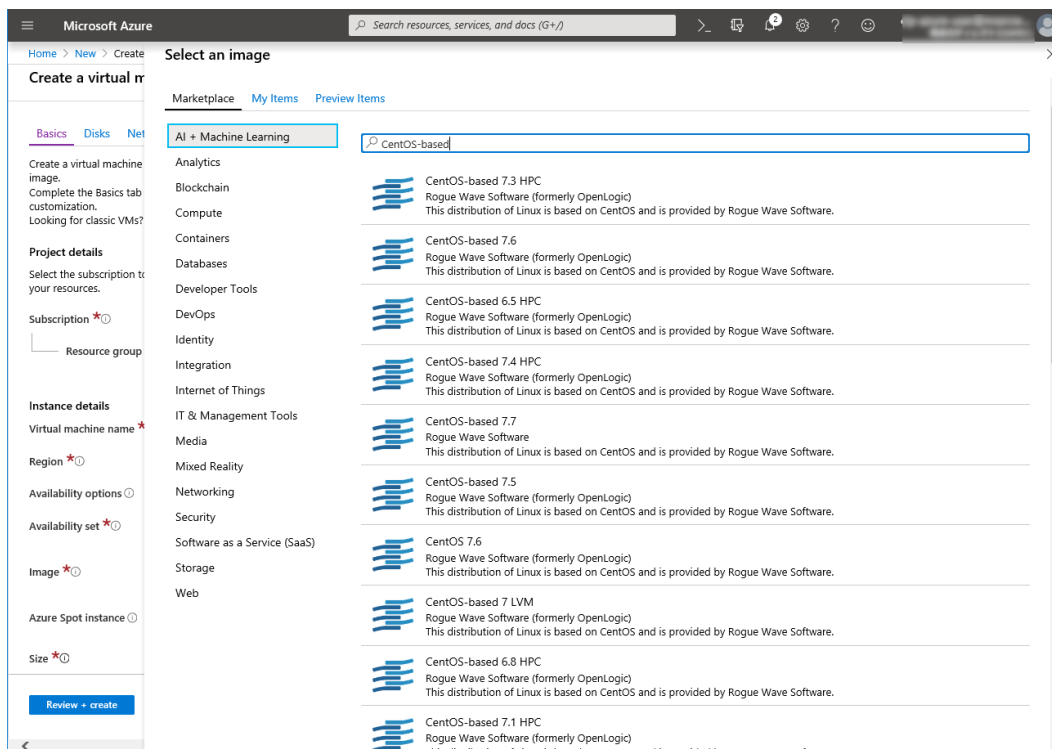 Microsoft Azure
Search resources, services, and docs (G+/)
2
Home > New > Create
Create a virtual m
Basics Disks Net
Create a virtual machine
image.
Complete the Basics tab
customization.
Looking for classic VMs?
Project details
Select the subscription to
your resources.
Subscription *
Resource group
Instance details
Virtual machine name *
Region *
Availability options
Availability set *
Image *
Azure Spot instance
Size *
Review + create
Select an image
Marketplace My Items Preview Items
AI + Machine Learning
Analytics
Blockchain
Compute
Containers
Databases
Developer Tools
DevOps
Identity
Integration
Internet of Things
IT & Management Tools
Media
Mixed Reality
Networking
Security
Software as a Service (SaaS)
Storage
Web
CentOS-based
CentOS-based 7.3 HPC
Rogue Wave Software (formerly OpenLogic)
This distribution of Linux is based on CentOS and is provided by Rogue Wave Software.
CentOS-based 7.6
Rogue Wave Software (formerly OpenLogic)
This distribution of Linux is based on CentOS and is provided by Rogue Wave Software.
CentOS-based 6.5 HPC
Rogue Wave Software (formerly OpenLogic)
This distribution of Linux is based on CentOS and is provided by Rogue Wave Software.
CentOS-based 7.4 HPC
Rogue Wave Software (formerly OpenLogic)
This distribution of Linux is based on CentOS and is provided by Rogue Wave Software.
CentOS-based 7.7
Rogue Wave Software
This distribution of Linux is based on CentOS and is provided by Rogue Wave Software.
CentOS-based 7.5
Rogue Wave Software (formerly OpenLogic)
This distribution of Linux is based on CentOS and is provided by Rogue Wave Software.
CentOS 7.6
Rogue Wave Software (formerly OpenLogic)
This distribution of Linux is based on CentOS and is provided by Rogue Wave Software.
CentOS-based 7 LVM
Rogue Wave Software (formerly OpenLogic)
This distribution of Linux is based on CentOS and is provided by Rogue Wave Software.
CentOS-based 6.8 HPC
Rogue Wave Software (formerly OpenLogic)
This distribution of Linux is based on CentOS and is provided by Rogue Wave Software.
CentOS-based 7.1 HPC
Rogue Wave Software (formerly OpenLogic)